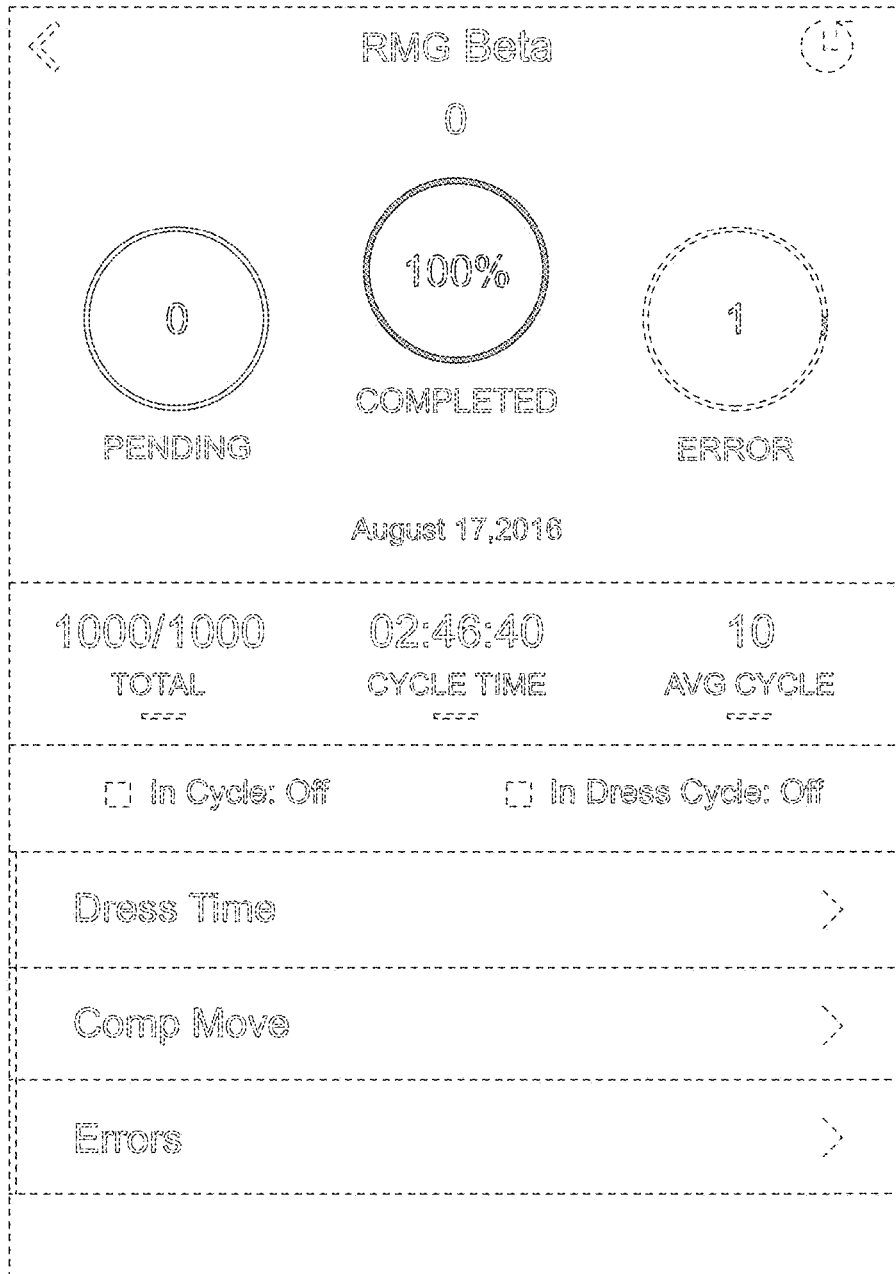 RMG Beta
0
0
100%
1
PENDING
COMPLETED
ERROR
August 17,2016
1000/1000
02:46:40
10
TOTAL
CYCLE TIME
AVG CYCLE
In Cycle: Off
In Dress Cycle: Off
Dress Time
Comp Move
Errors